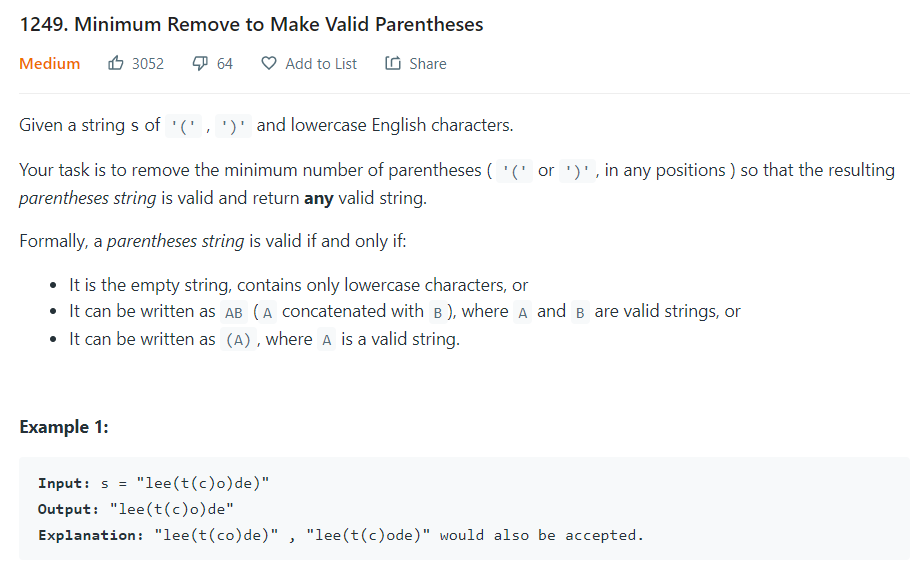 1249. Minimum Remove to Make Valid Parentheses
Medium 3052 64 Add to List Share
Given a string s of '(' , ')' and lowercase English characters.
Your task is to remove the minimum number of parentheses ( '(' or ')' , in any positions ) so that the resulting
parentheses string is valid and return any valid string.
Formally, a parentheses string is valid if and only if:
• It is the empty string, contains only lowercase characters, or
• It can be written as AB ( A concatenated with B ), where A and B are valid strings, or
• It can be written as (A) , where A is a valid string.
Example 1:
Input: s = "lee(t(c)o)de)"
Output: "lee(t(c)o)de"
Explanation: "lee(t(co)de)" , "lee(t(c)ode)" would also be accepted.